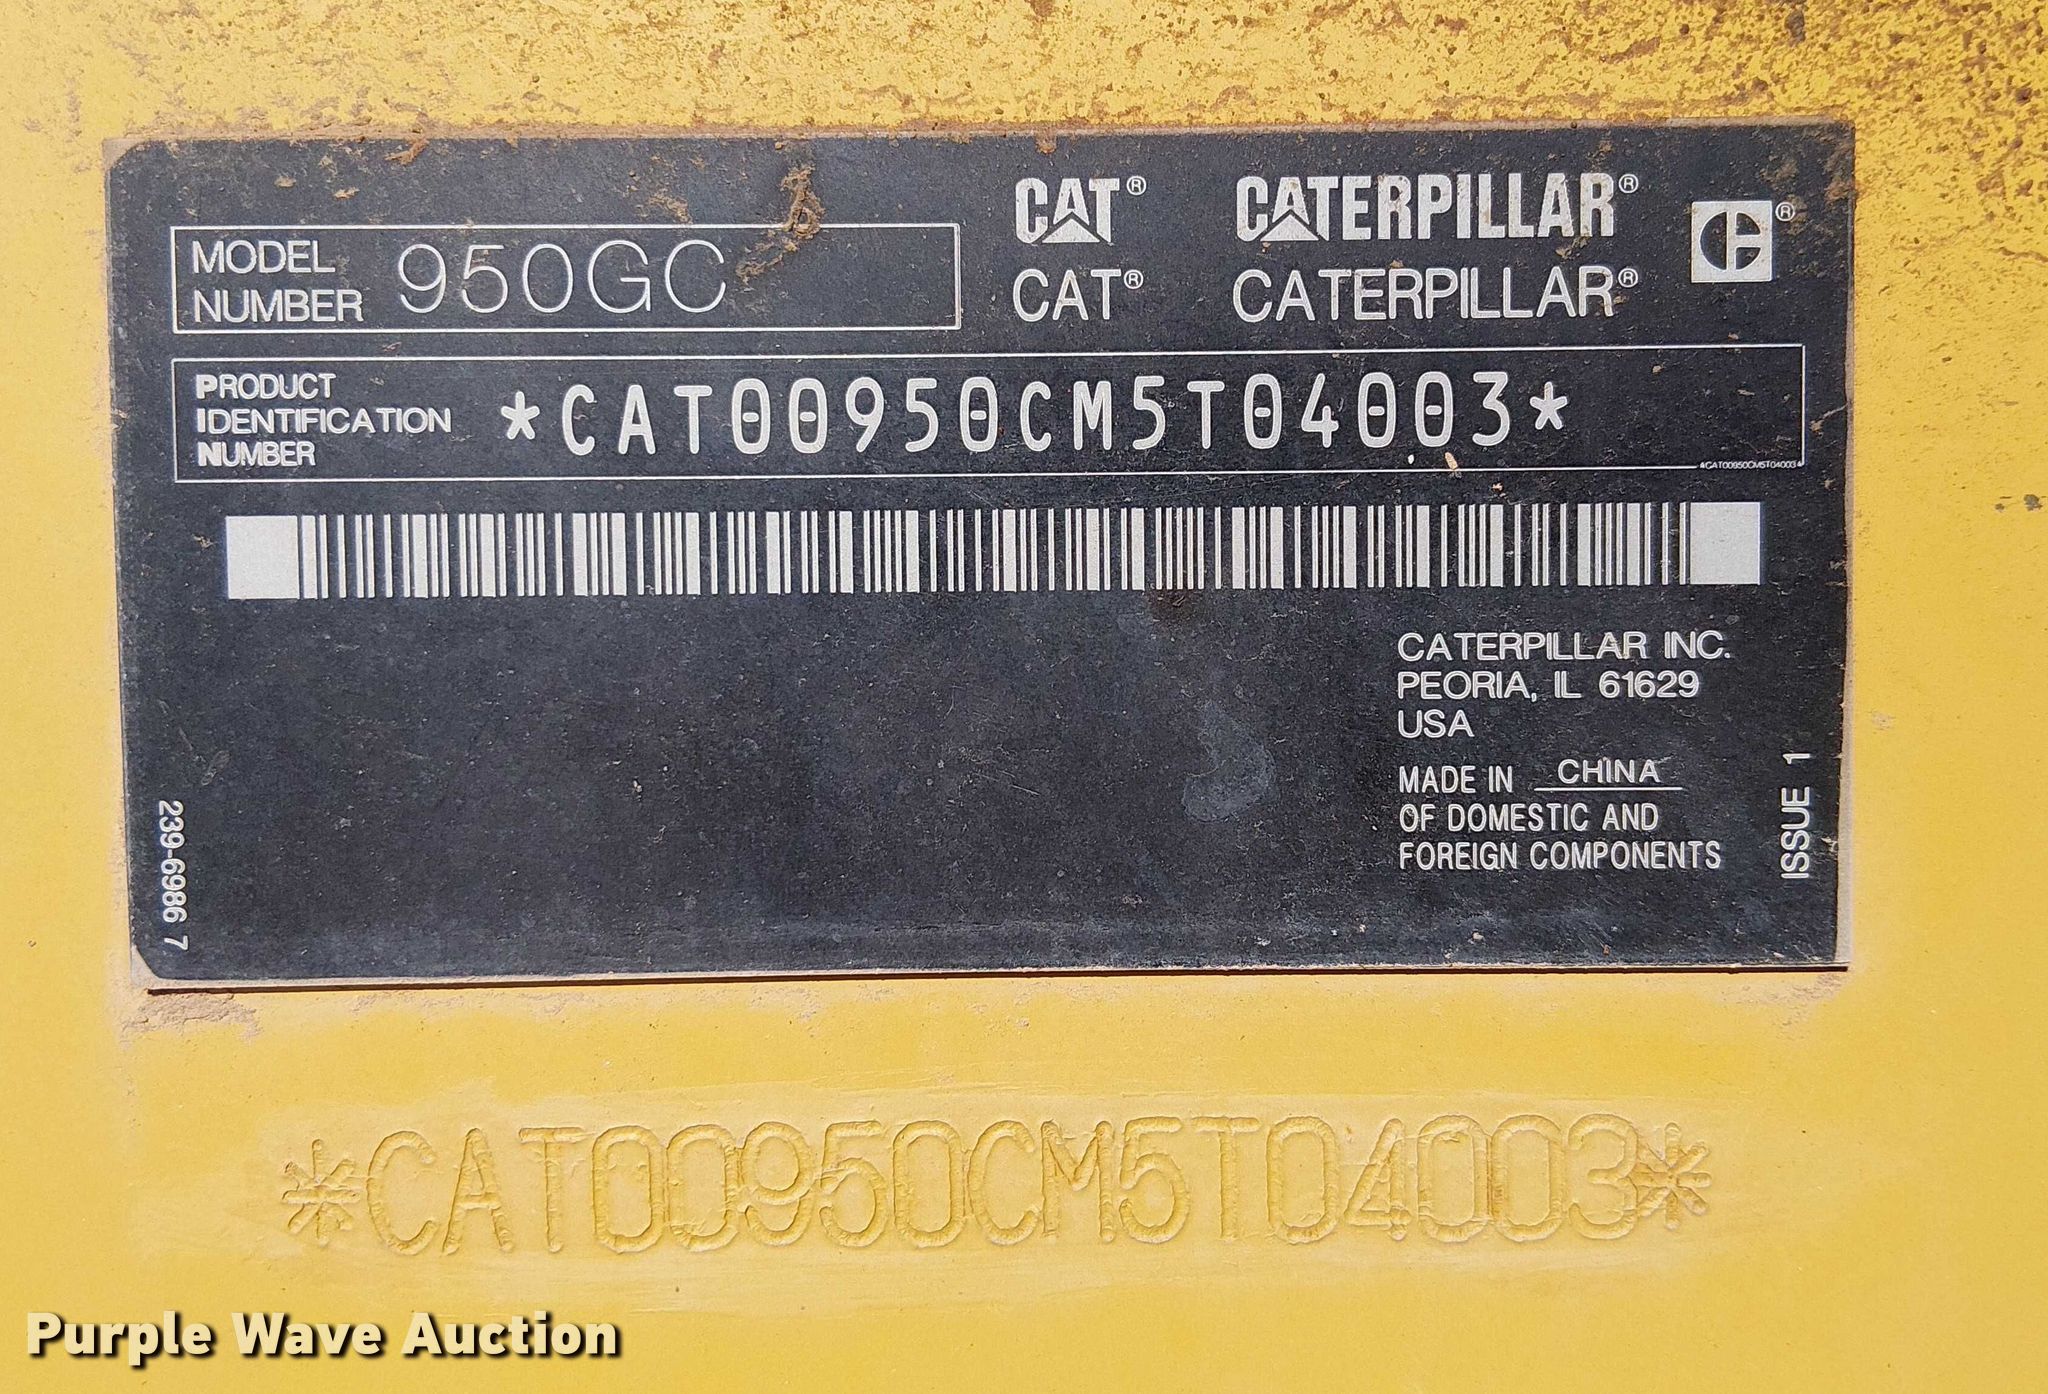 MODEL NUMBER 950GC
CAT® CATERPILLAR® ®
CAT® CATERPILLAR®
PRODUCT IDENTIFICATION NUMBER *CAT00950CM5T04003*
*CAT00950CM5T04003*
CATERPILLAR INC.
PEORIA, IL 61629
USA
MADE IN CHINA
OF DOMESTIC AND
FOREIGN COMPONENTS
ISSUE 1
239-6986 7
*CAT00950CM5T04003*
Purple Wave Auction